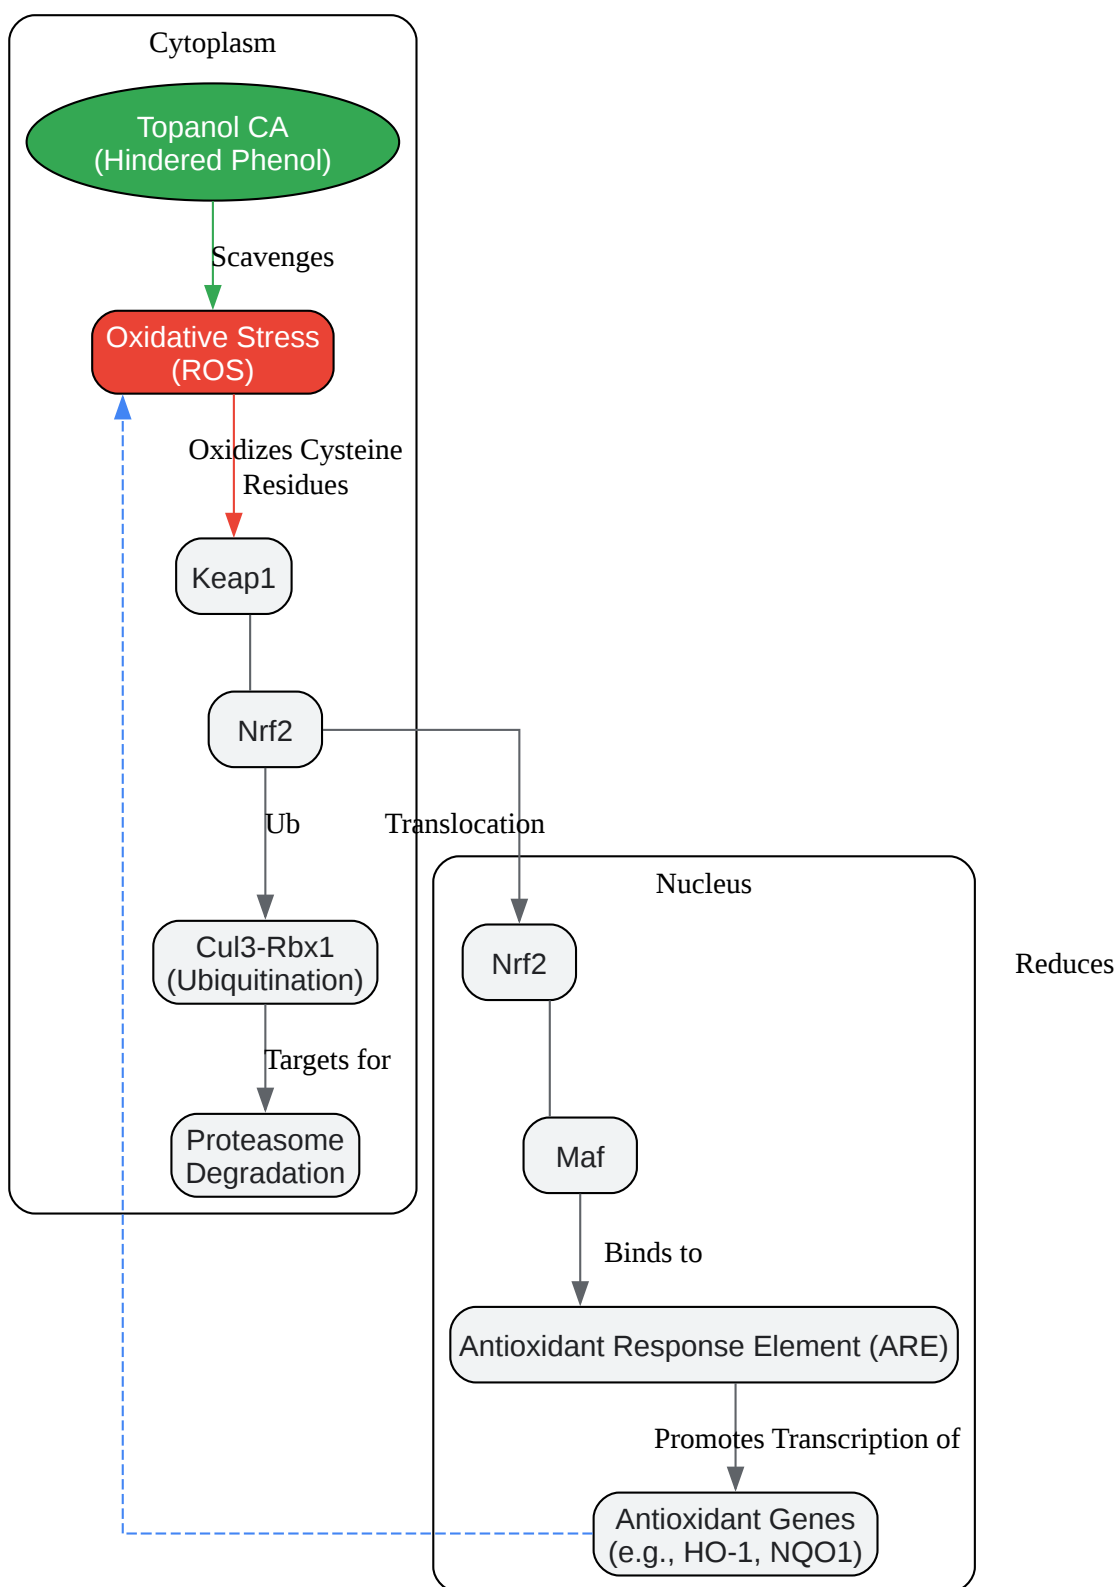 Cytoplasm
Topanol CA
(Hindered Phenol)
Scavenges
Oxidative Stress
(ROS)
Oxidizes Cysteine
Residues
Keap1
Nrf2
Ub
Translocation
Nucleus
Cul3-Rbx1
(Ubiquitination)
Nrf2
Reduces
Targets for
Proteasome
Degradation
Maf
Binds to
Antioxidant Response Element (ARE)
Promotes Transcription of
Antioxidant Genes
(e.g., HO-1, NQO1)